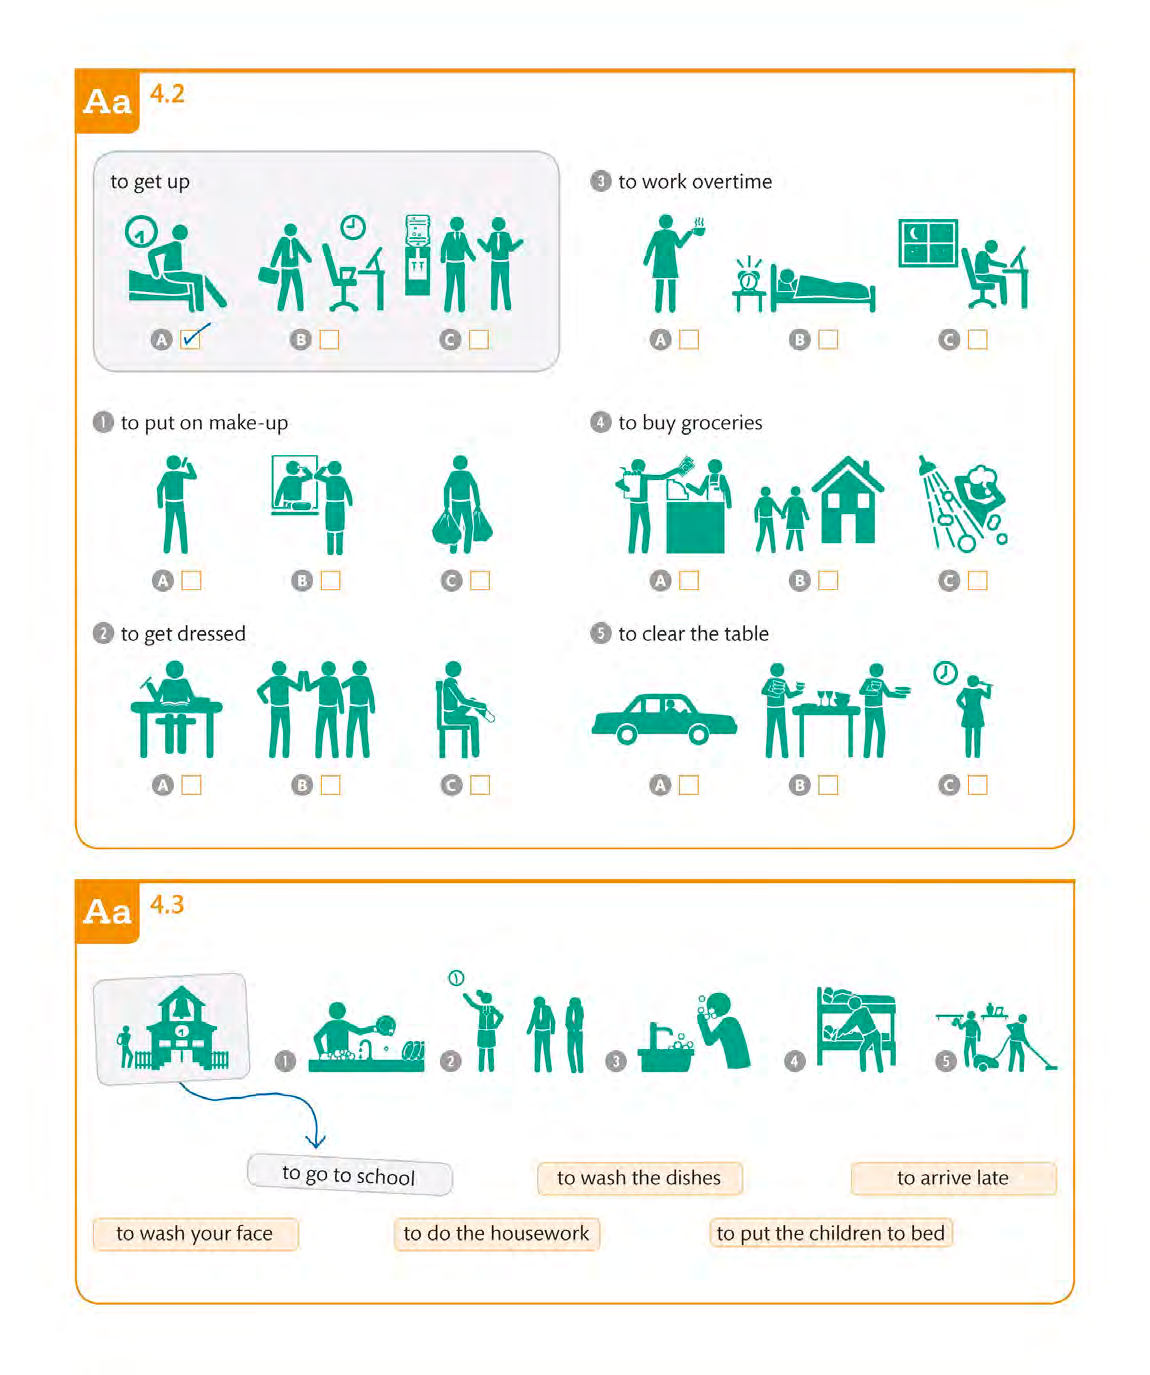 Aa 4.2
to get up
A B C
1 to put on make-up
A B C
2 to get dressed
A B C
3 to work overtime
A B C
4 to buy groceries
A B C
5 to clear the table
A B C
Aa 4.3
1 2 3 4 5
to go to school
to wash the dishes
to arrive late
to wash your face
to do the housework
to put the children to bed